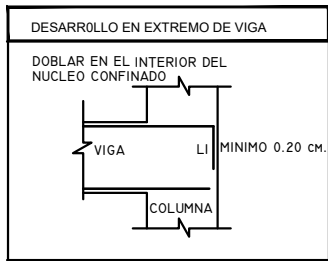 DESARR0LLO EN EXTREMO DE VIGA
DOBLAR EN EL INTERIOR DEL
NUCLEO CONFINADO
VIGA
LI
MINIMO 0.20 CM.
COLUMNA